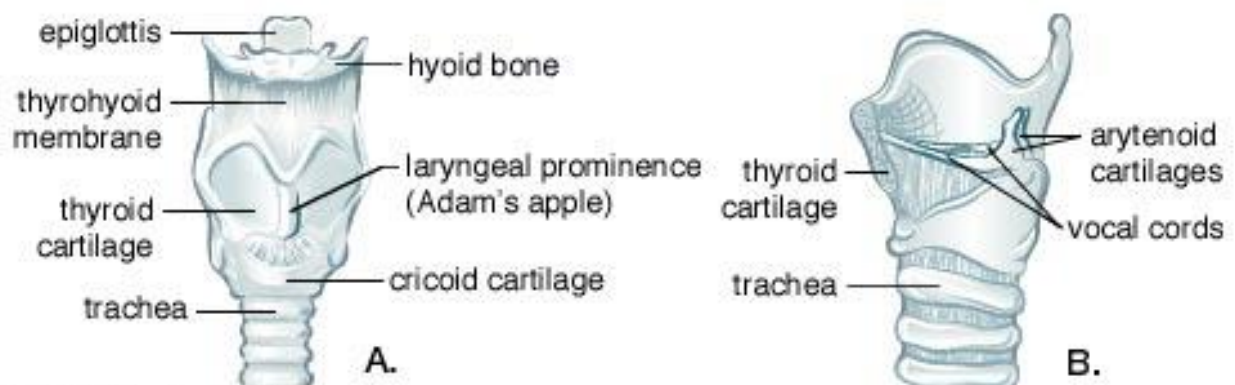 epiglottis
hyoid bone
thyrohyoid
membrane
laryngeal prominence
(Adam's apple)
thyroid
cartilage
cricoid cartilage
trachea
A.
arytenoid
cartilages
thyroid
cartilage
vocal cords
trachea
B.